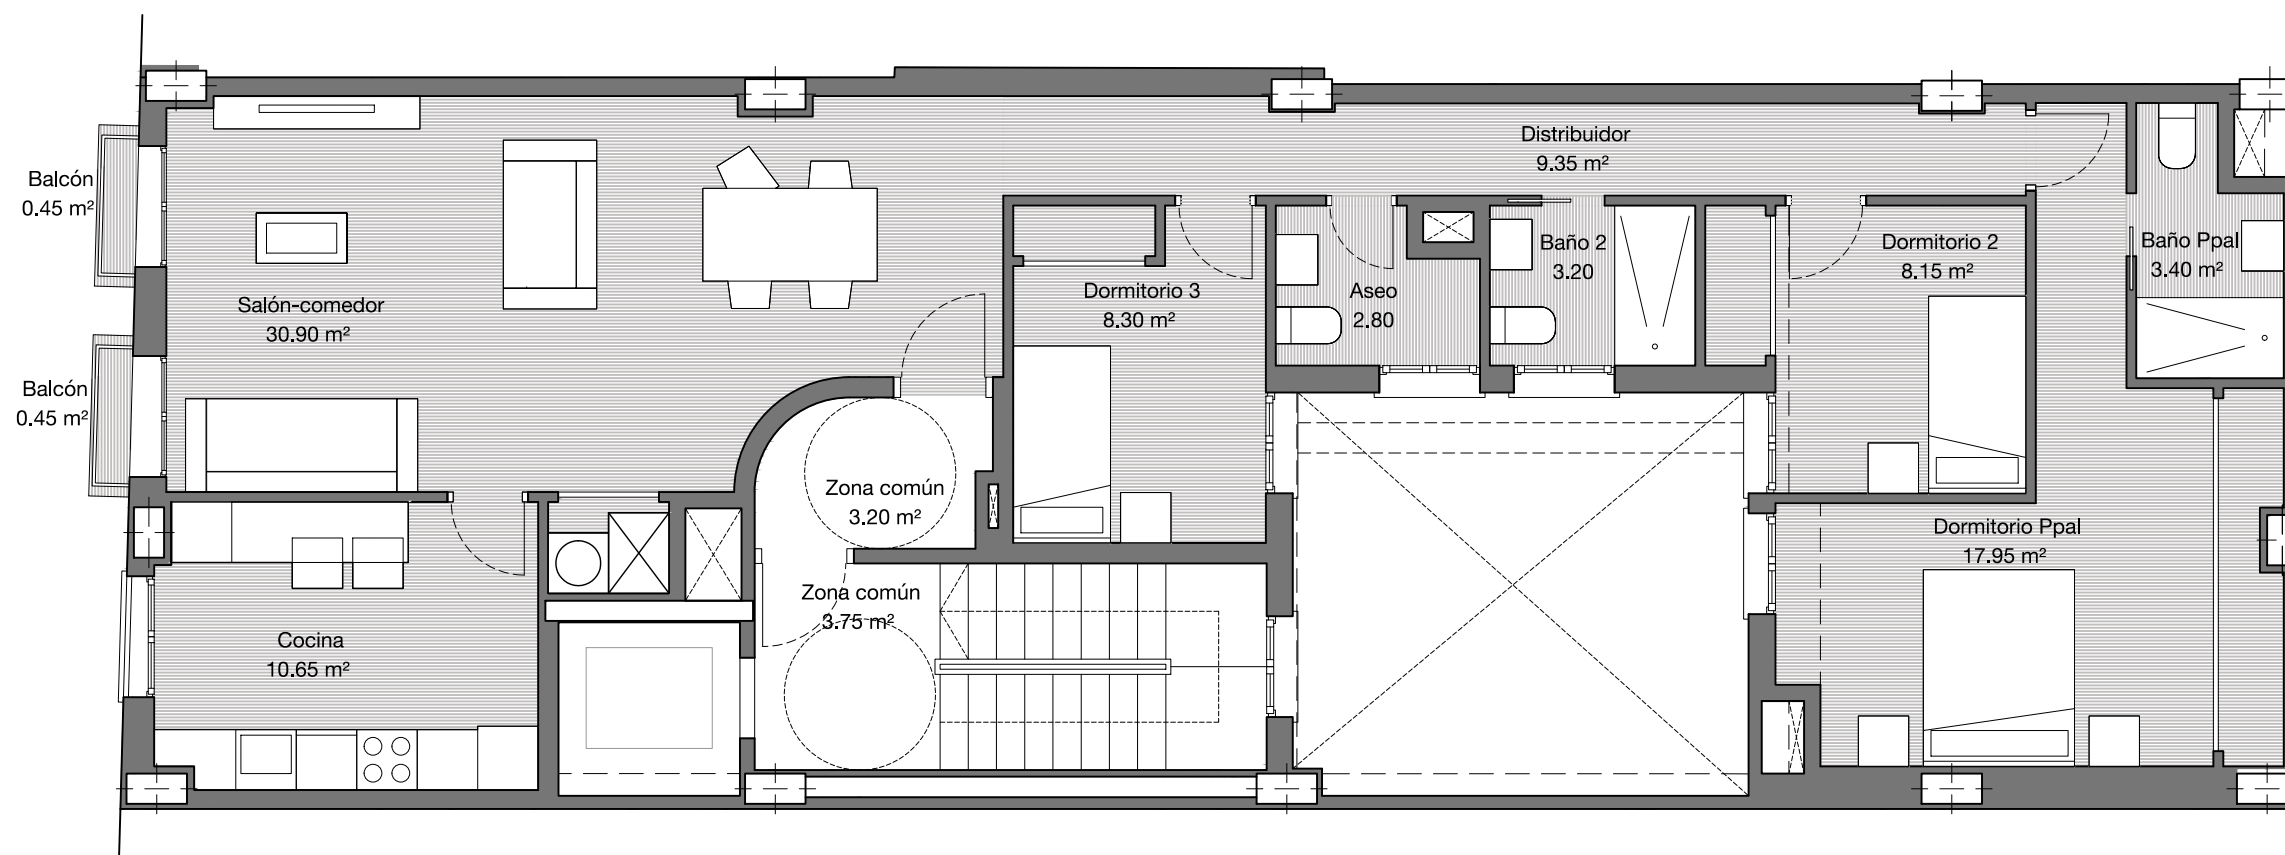 Balcón
0.45 m²
Balcón
0.45 m²
Salón-comedor
30.90 m²
Cocina
10.65 m²
Zona común
3.20 m²
Zona común
3.75 m²
Dormitorio 3
8.30 m²
Aseo
2.80
Baño 2
3.20
Distribuidor
9.35 m²
Dormitorio 2
8.15 m²
Baño Ppal
3.40 m²
Dormitorio Ppal
17.95 m²